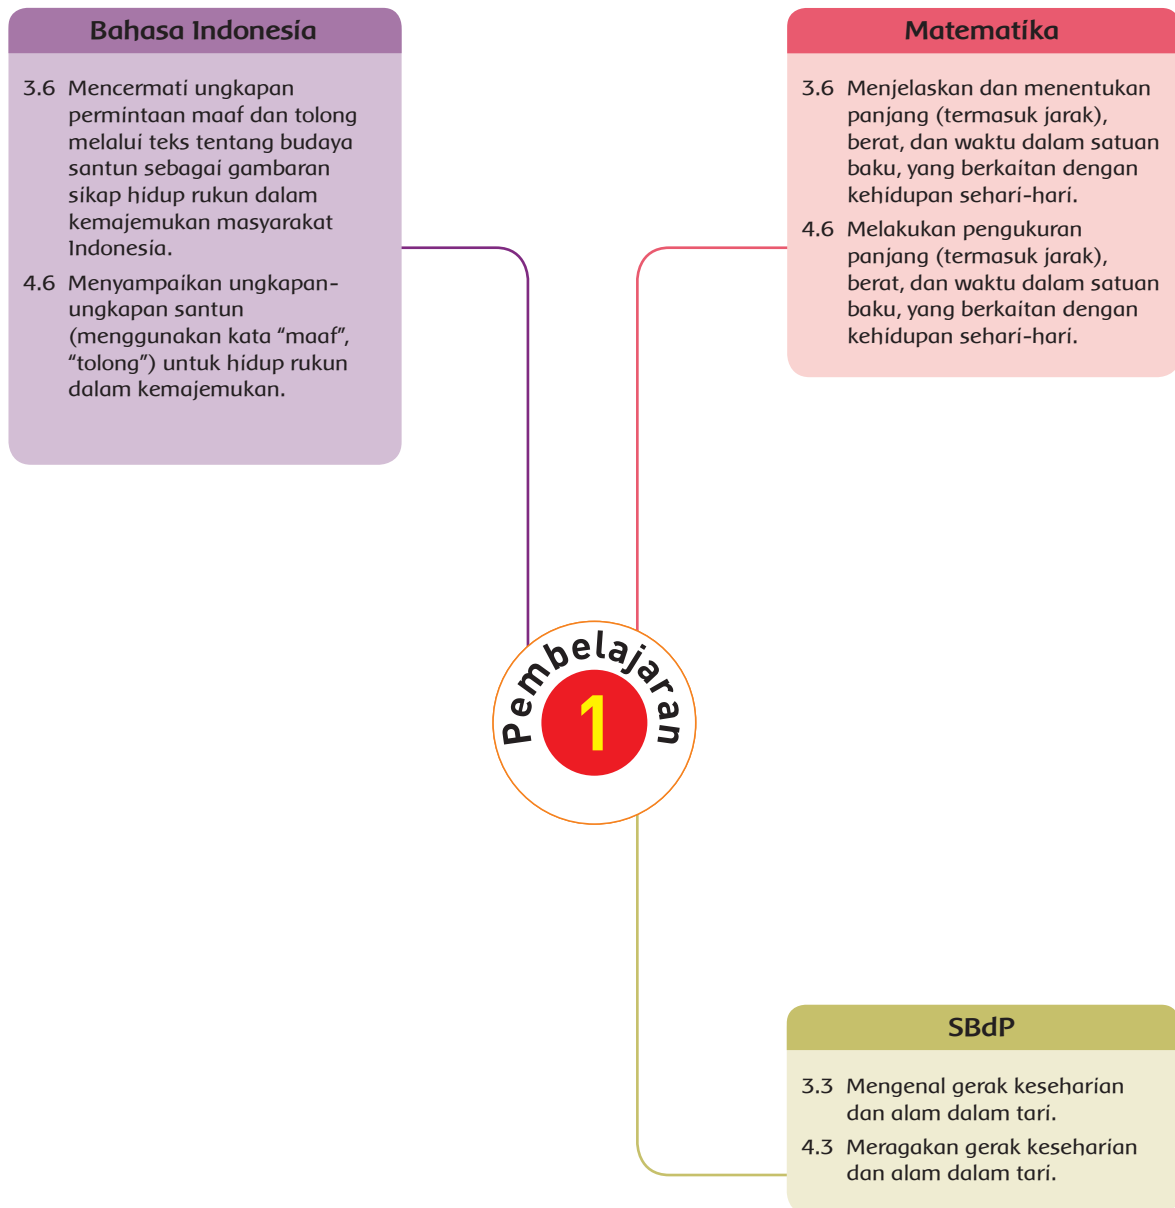 Bahasa Indonesia
3.6 Mencermati ungkapan
permintaan maaf dan tolong
melalui teks tentang budaya
santun sebagai gambaran
sikap hidup rukun dalam
kemajemukan masyarakat
Indonesia.
4.6 Menyampaikan ungkapan-
ungkapan santun
(menggunakan kata “maaf”,
“tolong”) untuk hidup rukun
dalam kemajemukan.
Matematika
3.6 Menjelaskan dan menentukan
panjang (termasuk jarak),
berat, dan waktu dalam satuan
baku, yang berkaitan dengan
kehidupan sehari-hari.
4.6 Melakukan pengukuran
panjang (termasuk jarak),
berat, dan waktu dalam satuan
baku, yang berkaitan dengan
kehidupan sehari-hari.
Pembelajaran
1
SBdP
3.3 Mengenal gerak keseharian
dan alam dalam tari.
4.3 Meragakan gerak keseharian
dan alam dalam tari.